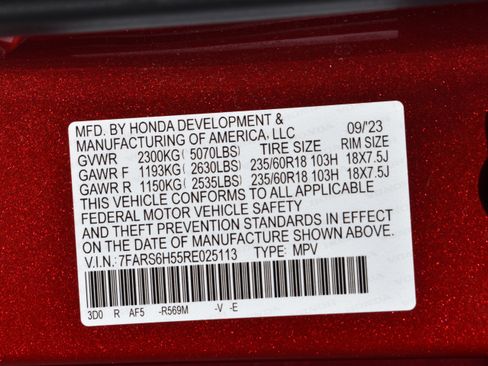 MFD. BY HONDA DEVELOPMENT &
MANUFACTURING OF AMERICA, LLC 09/'23
GVWR 2300KG(5070LBS) TIRE SIZE RIM SIZE
GAWR F 1193KG(2630LBS) 235/60R18 103H 18X7.5J
GAWR R 1150KG(2535LBS) 235/60R18 103H 18X7.5J
THIS VEHICLE CONFORMS TO ALL APPLICABLE
FEDERAL MOTOR VEHICLE SAFETY
AND THEFT PREVENTION STANDARDS IN EFFECT
ON THE DATE OF MANUFACTURE SHOWN ABOVE.
V.I.N.: 7FARS6H55RE025113 TYPE: MPV
3D0 R AF5 -R569M -V -E